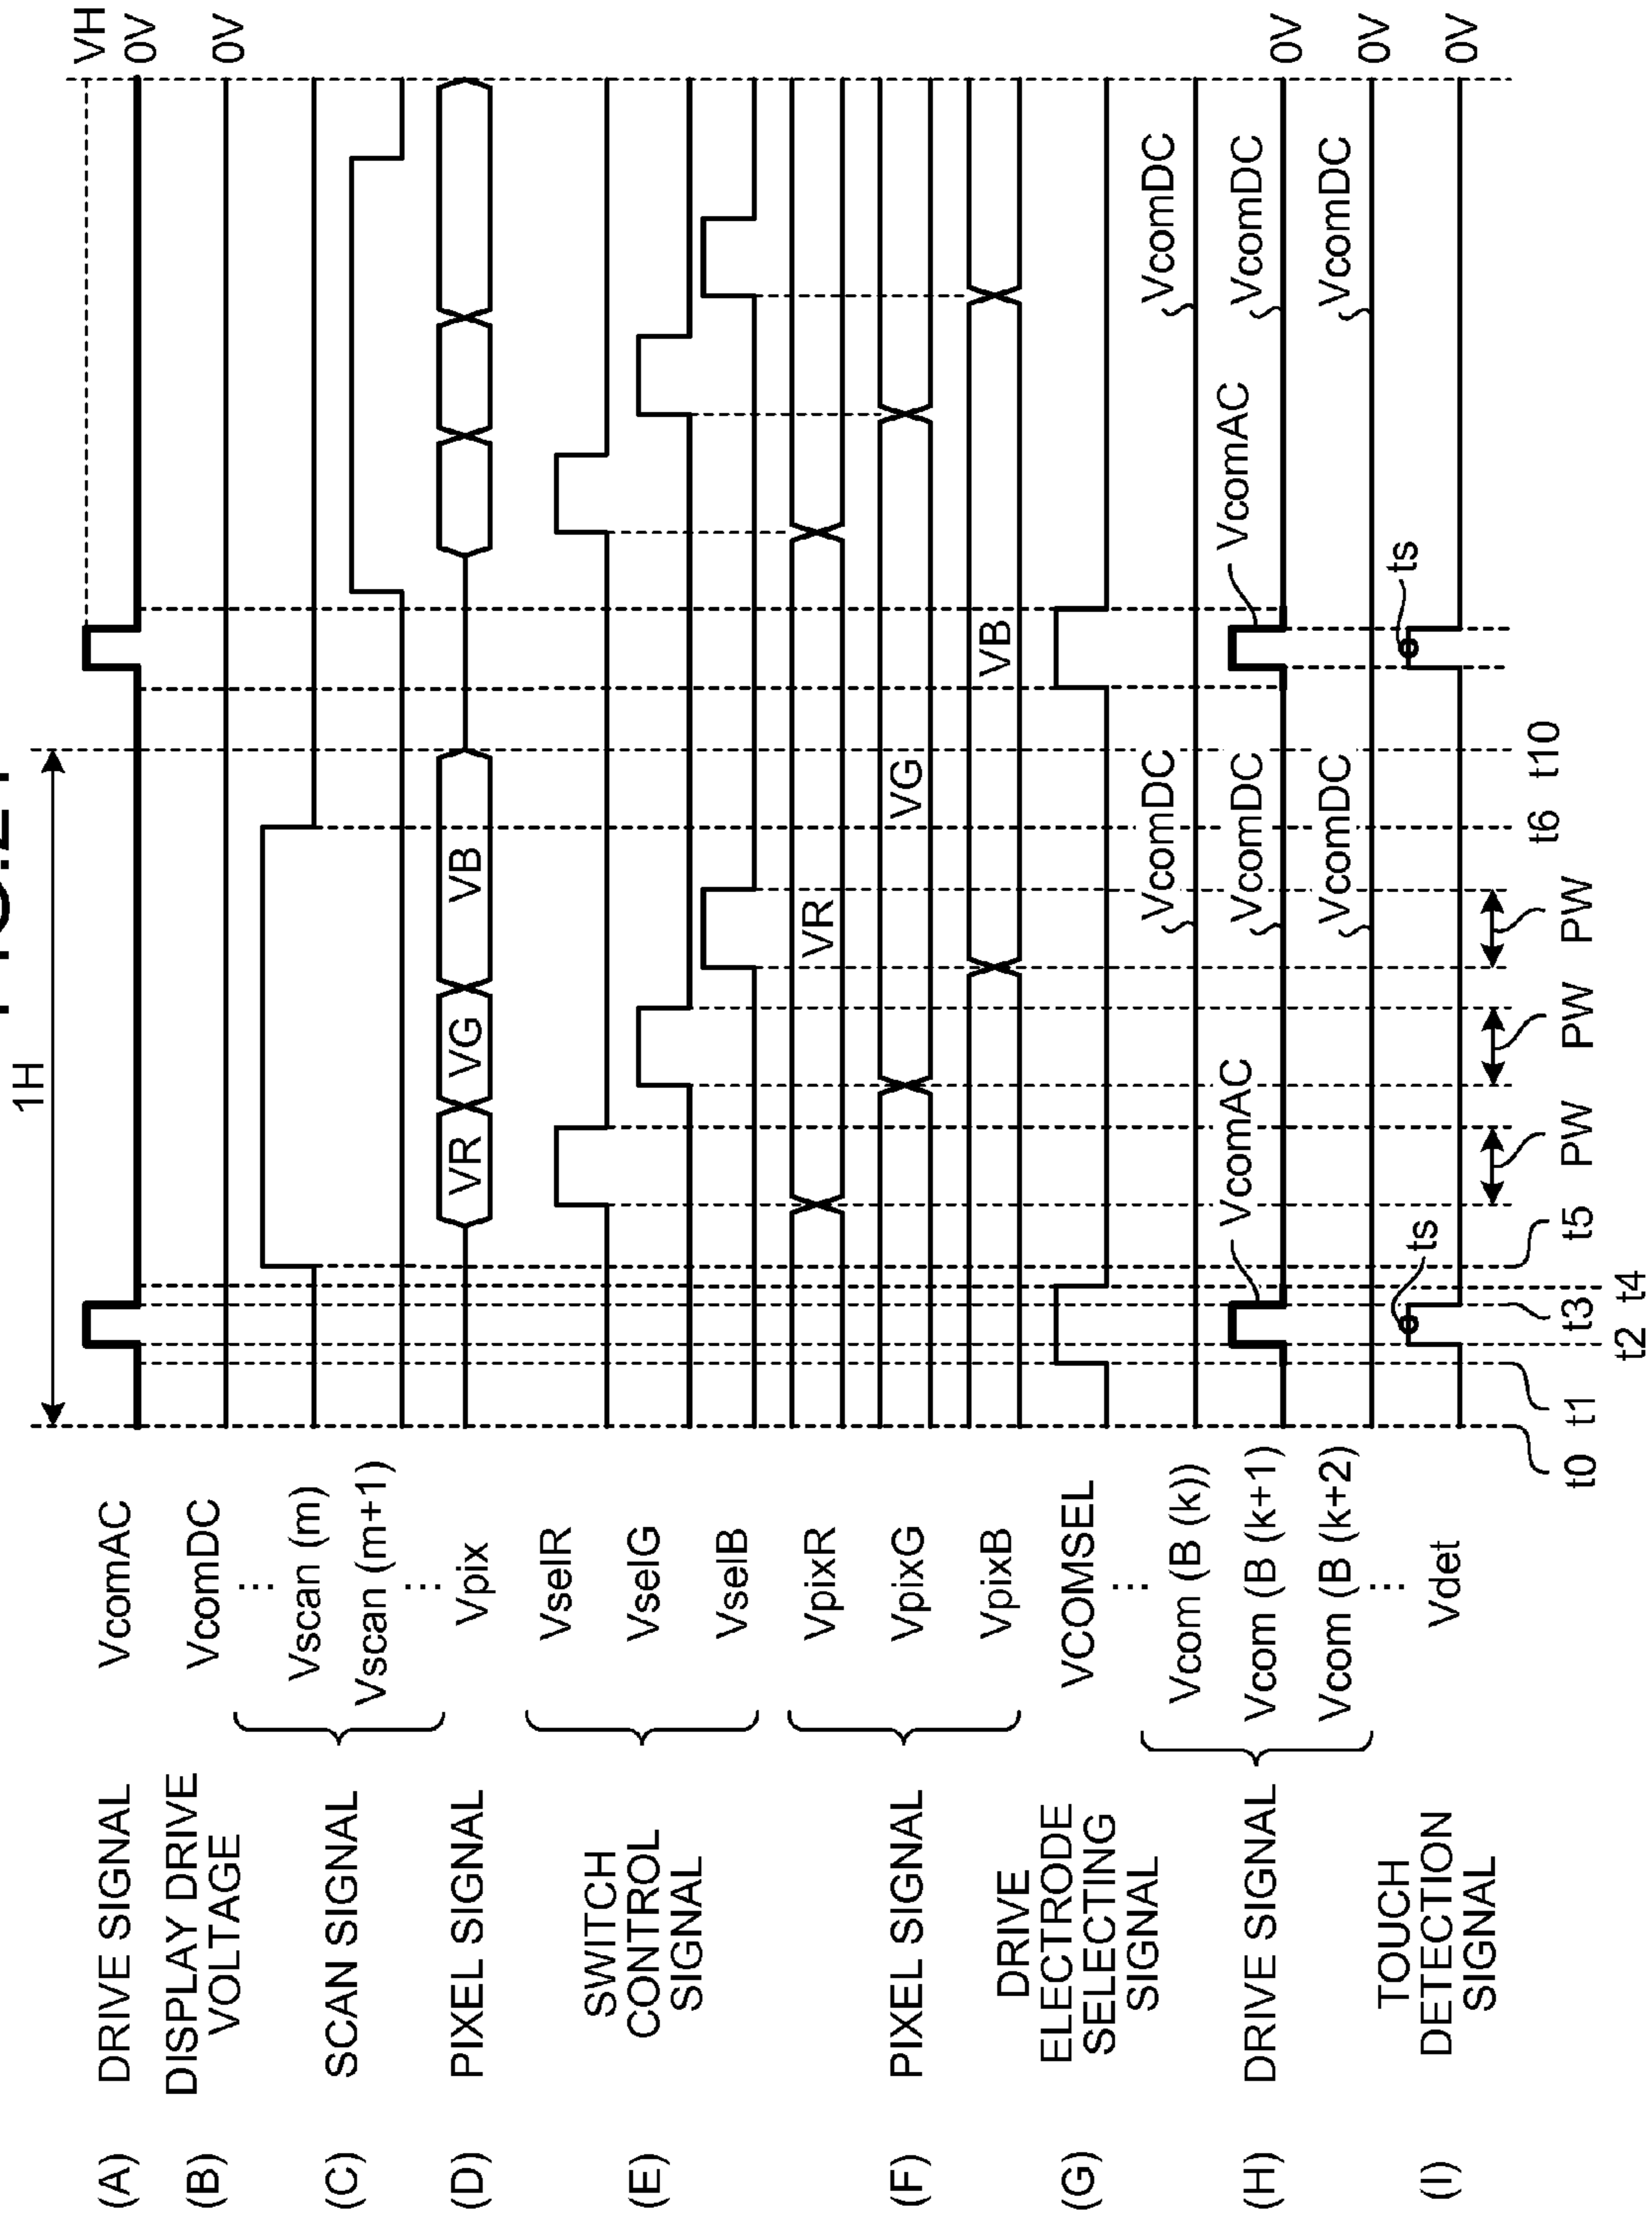 1H
(A) DRIVE SIGNAL VcomAC VH
0V
(B) DISPLAY DRIVE VOLTAGE VcomDC 0V
⋮
(C) SCAN SIGNAL Vscan (m)
Vscan (m+1)
⋮
(D) PIXEL SIGNAL Vpix VR VG VB
(E) SWITCH CONTROL SIGNAL VselR
VselG
VselB
(F) PIXEL SIGNAL VpixR VR
VpixG VG
VpixB VB
(G) DRIVE ELECTRODE SELECTING SIGNAL VCOMSEL
⋮
(H) DRIVE SIGNAL Vcom (B (k)) VcomDC VcomDC
Vcom (B (k+1) VcomAC VcomDC VcomAC VcomDC 0V
Vcom (B (k+2) VcomDC VcomDC 0V
⋮
(I) TOUCH DETECTION SIGNAL Vdet ts ts 0V
t0 t1 t2 t3 t4 t5 PW PW PW t6 t10